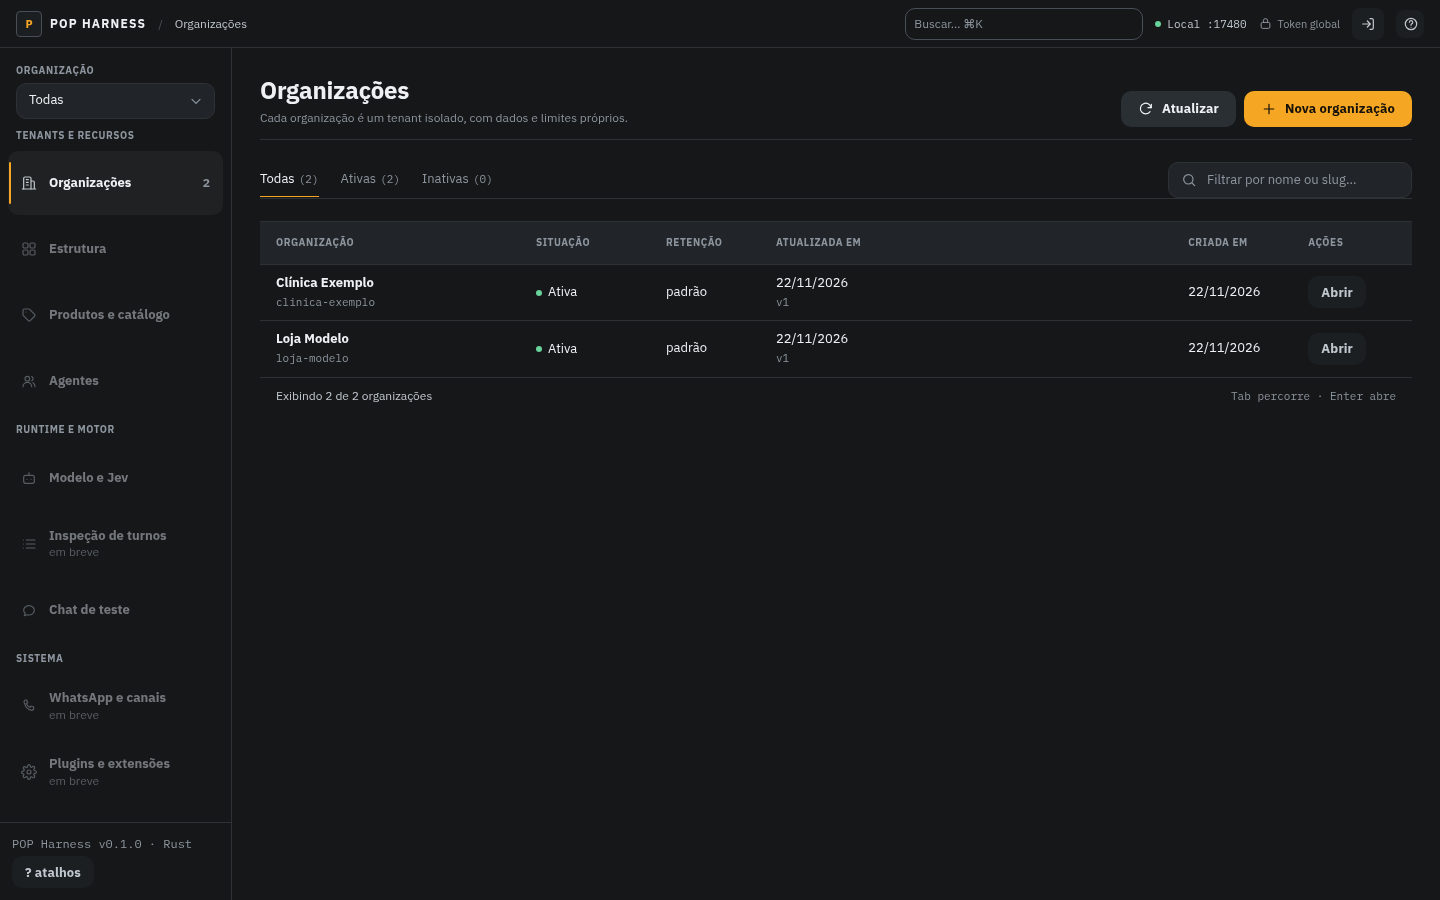 P POP HARNESS / Organizações
Buscar... ⌘K
Local :17480
Token global
ORGANIZAÇÃO
Todas
TENANTS E RECURSOS
Organizações 2
Estrutura
Produtos e catálogo
Agentes
RUNTIME E MOTOR
Modelo e Jev
Inspeção de turnos
em breve
Chat de teste
SISTEMA
WhatsApp e canais
em breve
Plugins e extensões
em breve
POP Harness v0.1.0 · Rust
? atalhos
Organizações
Cada organização é um tenant isolado, com dados e limites próprios.
Atualizar
Nova organização
Todas (2) Ativas (2) Inativas (0)
Filtrar por nome ou slug...
ORGANIZAÇÃO SITUAÇÃO RETENÇÃO ATUALIZADA EM CRIADA EM AÇÕES
Clínica Exemplo
clinica-exemplo
Ativa
padrão
22/11/2026
v1
22/11/2026
Abrir
Loja Modelo
loja-modelo
Ativa
padrão
22/11/2026
v1
22/11/2026
Abrir
Exibindo 2 de 2 organizações
Tab percorre · Enter abre